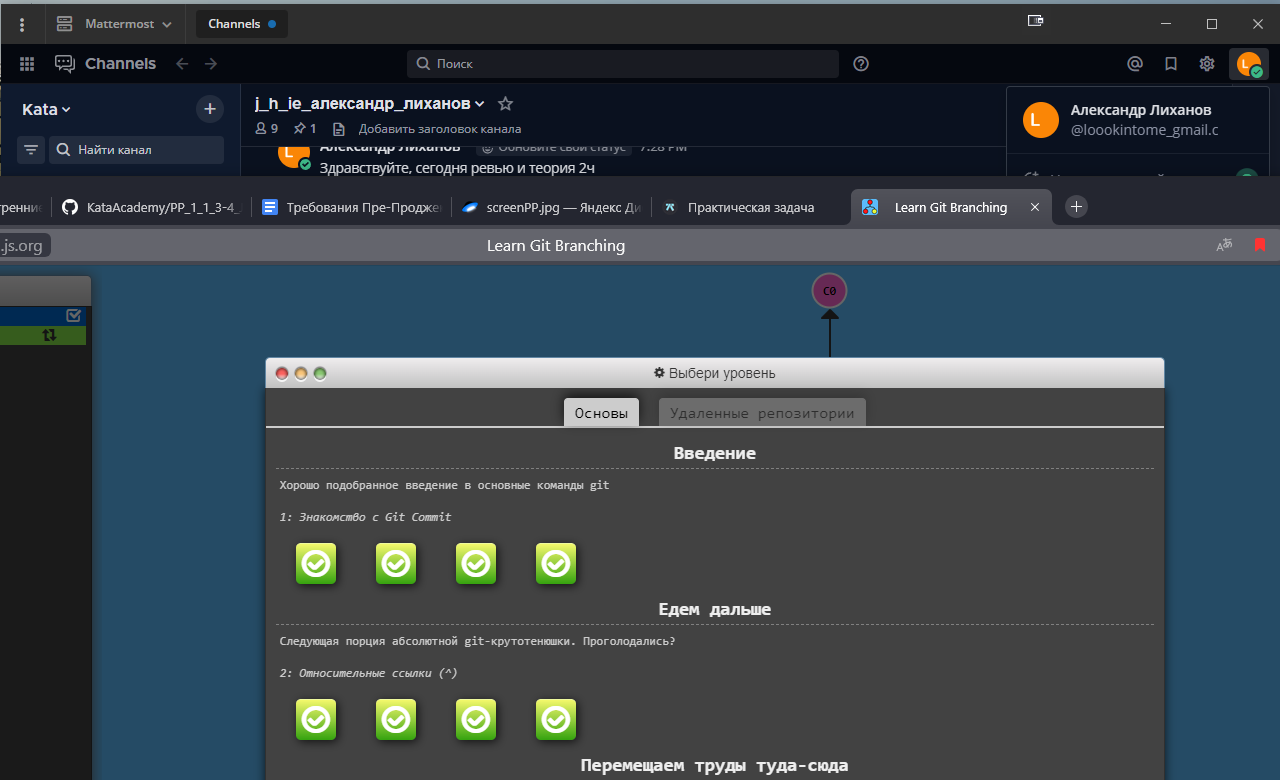 Mattermost
Channels
Channels
Поиск
L
Kata
j_h_ie_александр_лиханов
Александр Лиханов
@loookintome_gmail.c
9
1
Добавить заголовок канала
Найти канал
L
L
Александр Лиханов
Обновите свой статус
7:28 PM
Здравствуйте, сегодня ревью и теория 2ч
KataAcademy/PP_1_1_3-4_
Требования Пре-Продже
screenPP.jpg — Яндекс Ди
Практическая задача
Learn Git Branching
.js.org
Learn Git Branching
C0
Выбери уровень
Основы
Удаленные репозитории
Введение
Хорошо подобранное введение в основные команды git
1: Знакомство с Git Commit
Едем дальше
Следующая порция абсолютной git-крутотенюшки. Проголодались?
2: Относительные ссылки (^)
Перемещаем труды туда-сюда